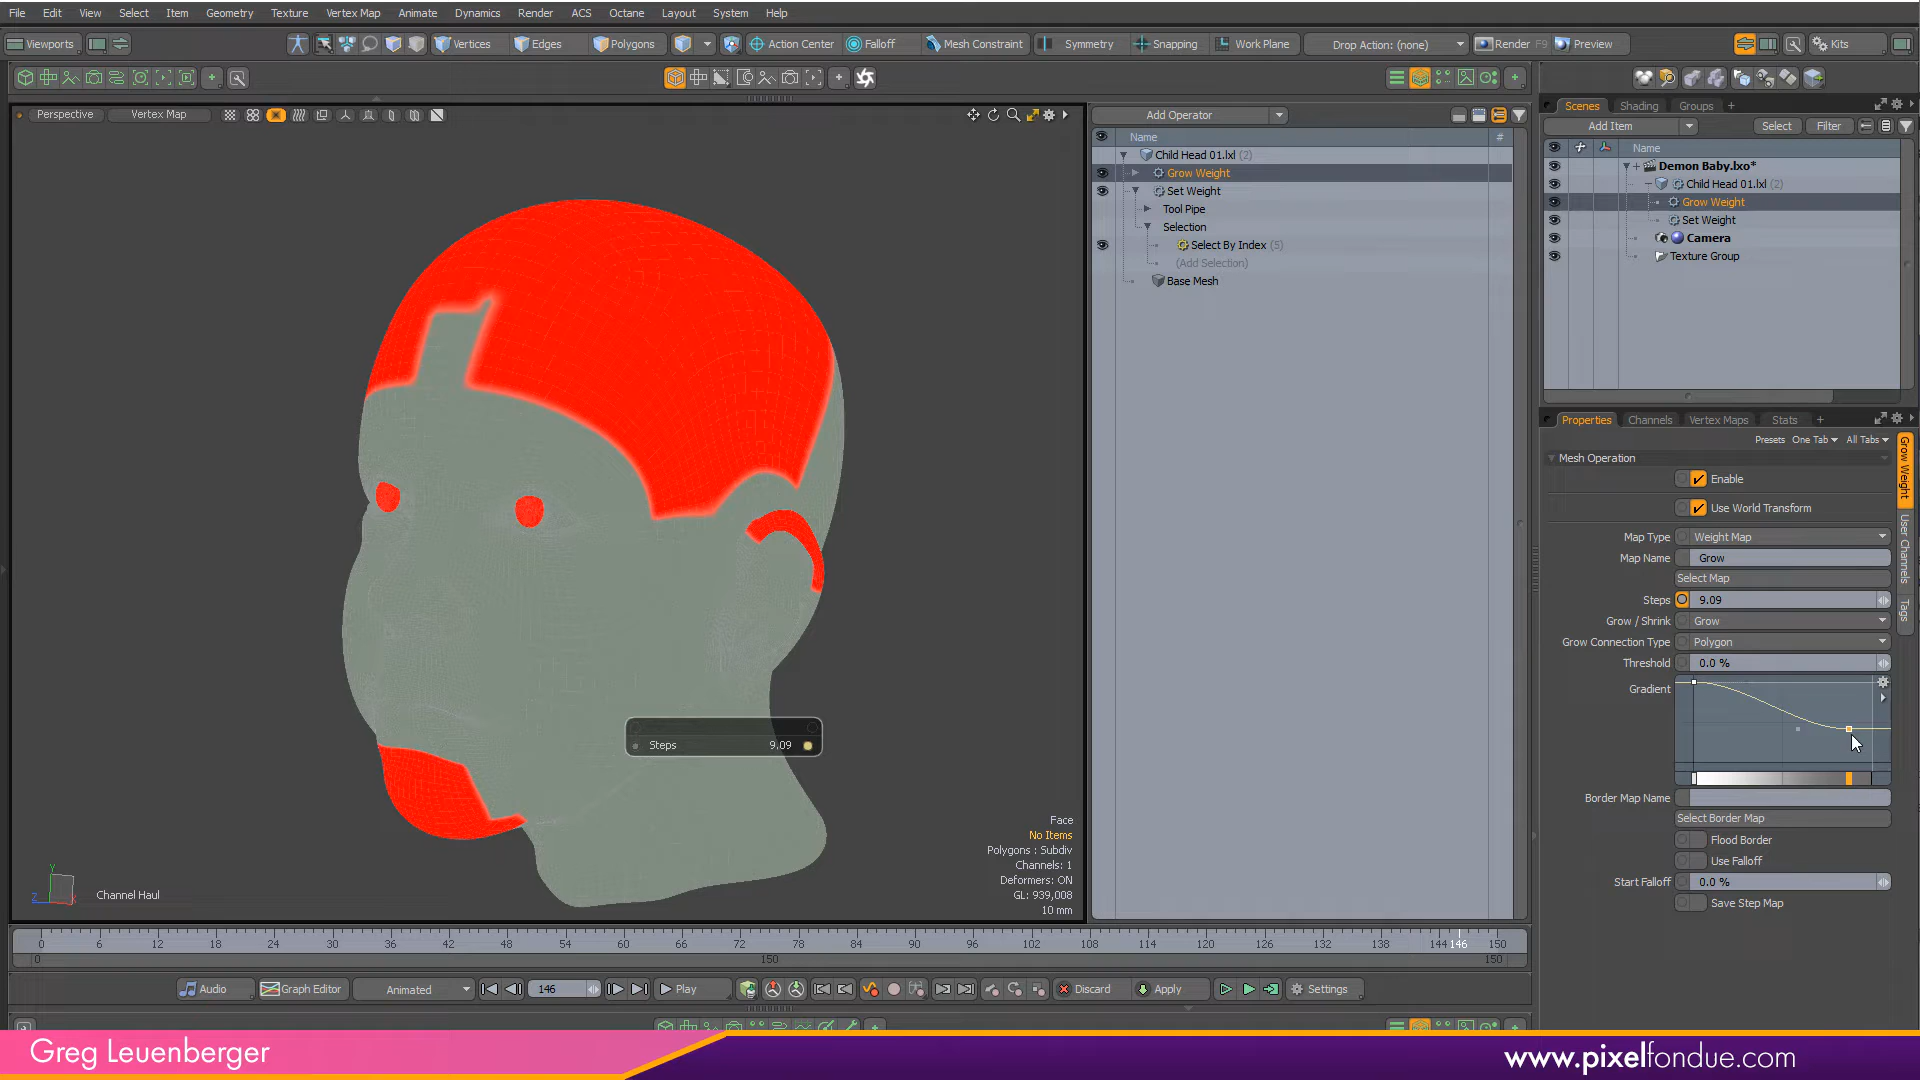 File Edit View Select Item Geometry Texture Vertex Map Animate Dynamics Render ACS Octane Layout System Help
Viewports Vertices Edges Polygons Action Center Falloff Mesh Constraint Symmetry Snapping Work Plane Drop Action: (none) Render F9 Preview Kits
Perspective Vertex Map
Add Operator
Name #
Child Head 01.lxl (2)
Grow Weight
Set Weight
Tool Pipe
Selection
Select By Index (5)
(Add Selection)
Base Mesh
Scenes Shading Groups +
Add Item Select Filter
Name
Demon Baby.lxo*
Child Head 01.lxl (2)
Grow Weight
Set Weight
Camera
Texture Group
Properties Channels Vertex Maps Stats +
Presets One Tab All Tabs
Mesh Operation
Enable
Use World Transform
Map Type Weight Map
Map Name Grow
Select Map
Steps 9.09
Grow / Shrink Grow
Grow Connection Type Polygon
Threshold 0.0 %
Gradient
Border Map Name
Select Border Map
Flood Border
Use Falloff
Start Falloff 0.0 %
Save Step Map
Grow Weight
User Channels
Tags
Steps 9.09
Face
No Items
Polygons : Subdiv
Channels: 1
Deformers: ON
GL: 939,008
10 mm
Y
Z
X
Channel Haul
0 6 12 18 24 30 36 42 48 54 60 66 72 78 84 90 96 102 108 114 120 126 132 138 144 146 150
0 150 150
Audio Graph Editor Animated 146 Play Discard Apply Settings
Greg Leuenberger
www.pixelfondue.com